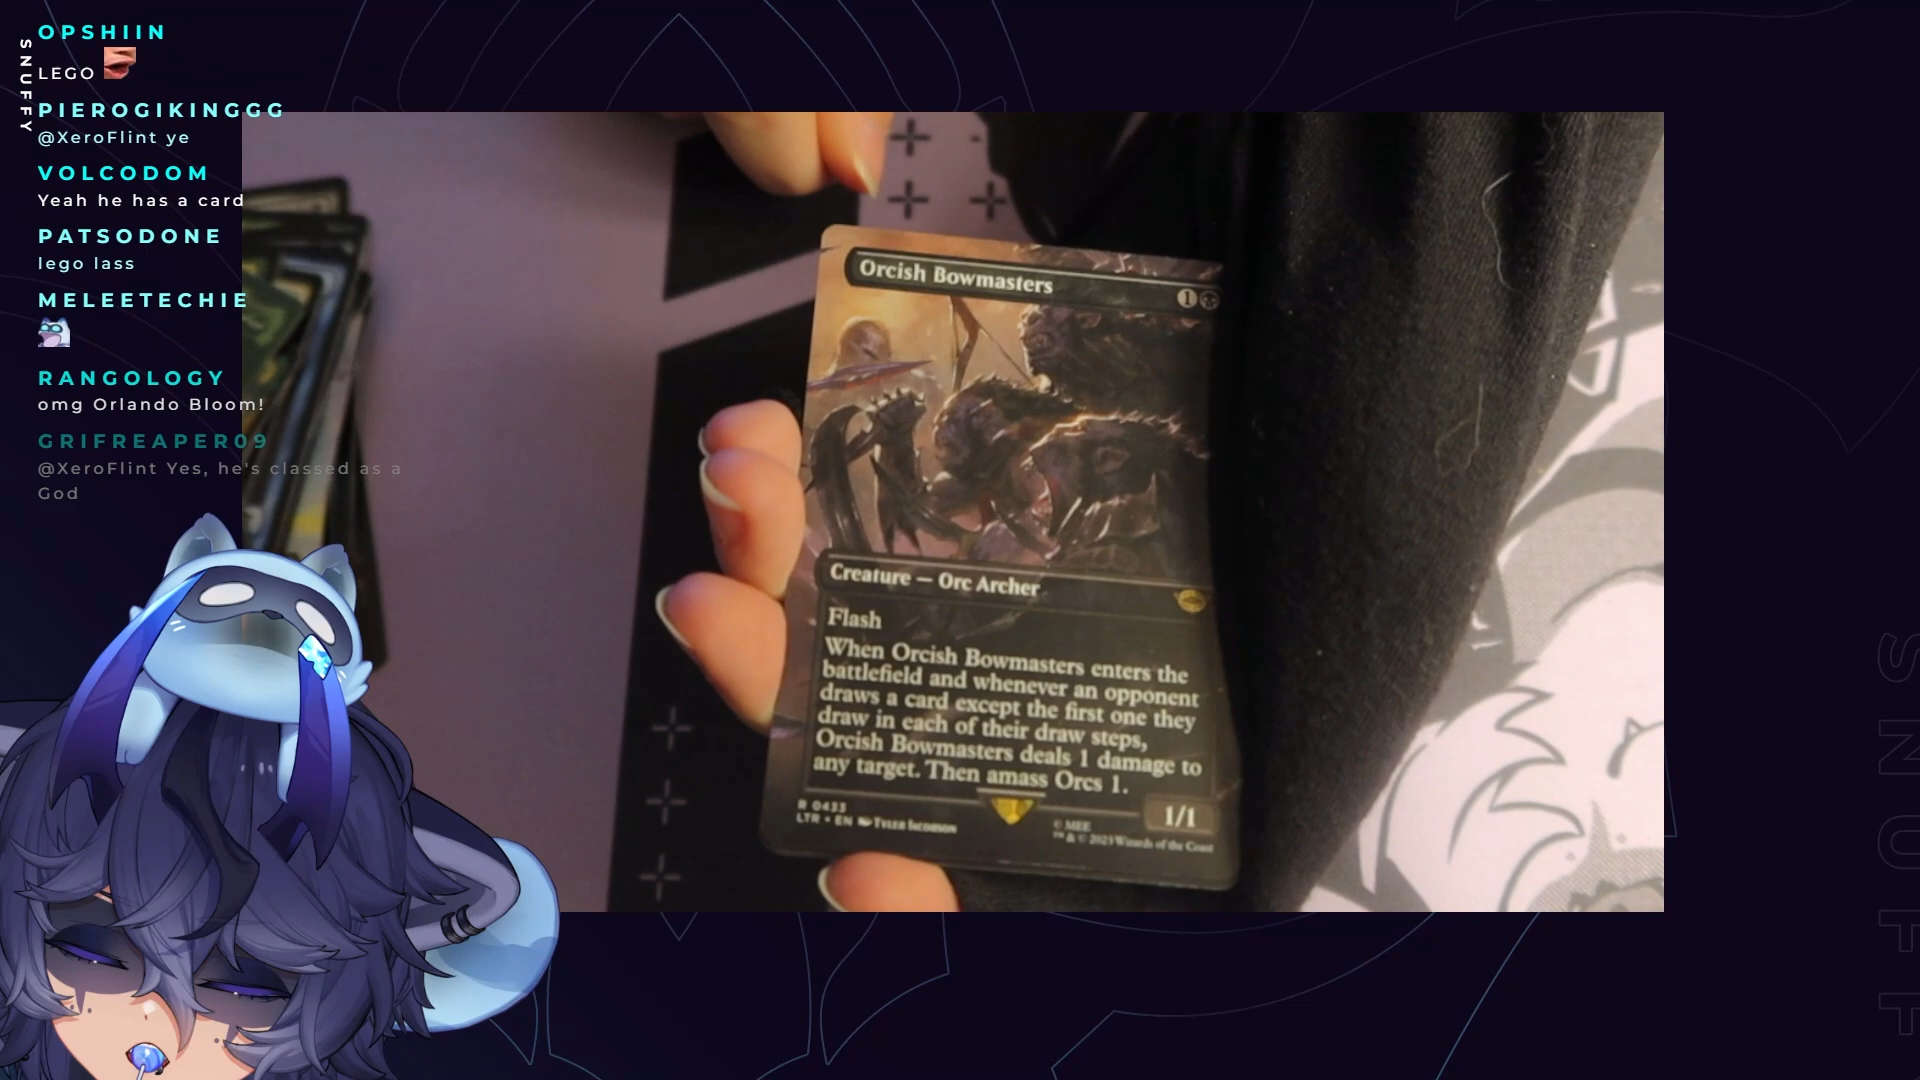 SNUFFY
OPSHIIN
LEGO
PIEROGIKINGGG
@XeroFlint ye
VOLCODOM
Yeah he has a card
PATSODONE
lego lass
MELEETECHIE
RANGOLOGY
omg Orlando Bloom!
GRIFREAPER09
@XeroFlint Yes, he's classed as a
God
Orcish Bowmasters
1
Creature — Orc Archer
Flash
When Orcish Bowmasters enters the
battlefield and whenever an opponent
draws a card except the first one they
draw in each of their draw steps,
Orcish Bowmasters deals 1 damage to
any target. Then amass Orcs 1.
1/1
R 0433
LTR • EN Tyler Jacobson
© MEE
™ & © 2023 Wizards of the Coast
SNUFF